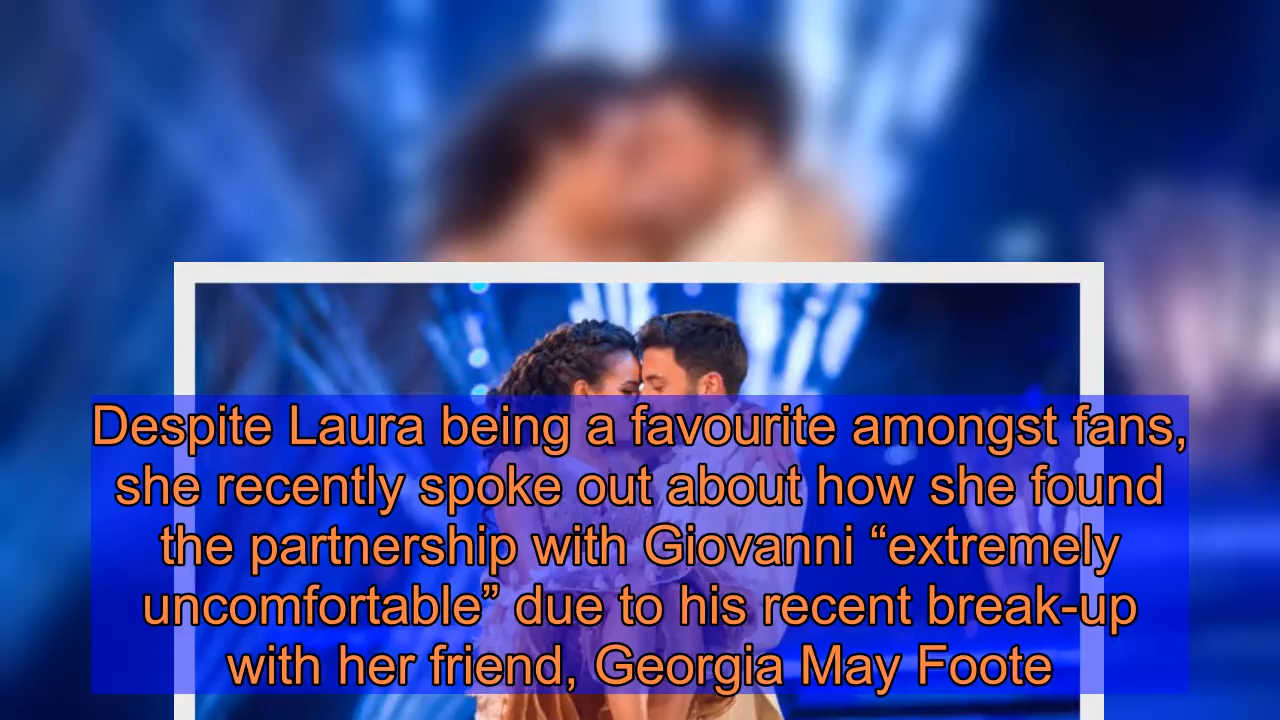 Despite Laura being a favourite amongst fans,
she recently spoke out about how she found
the partnership with Giovanni “extremely
uncomfortable” due to his recent break-up
with her friend, Georgia May Foote